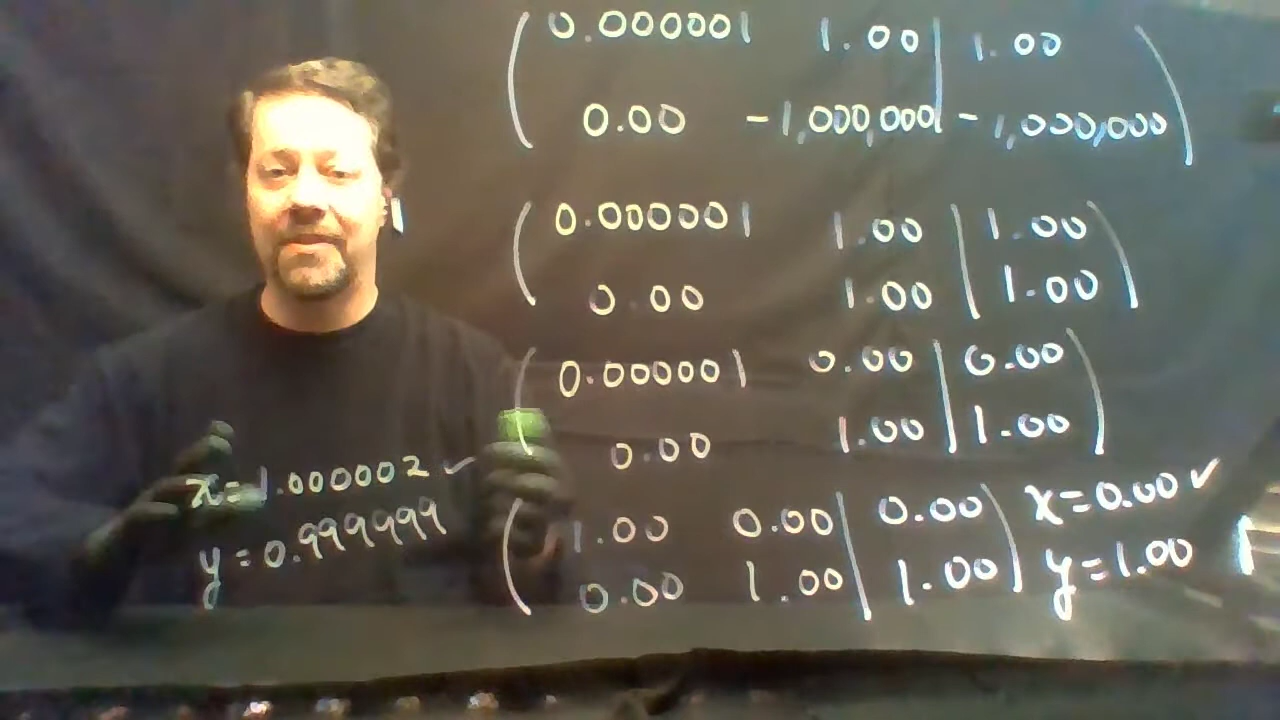 0.000001 1.00 | 1.00
0.00 -1,000,000 | -1,000,000
0.000001 1.00 | 1.00
0.00 1.00 | 1.00
0.000001 0.00 | 0.00
0.00 1.00 | 1.00
1.00 0.00 | 0.00
0.00 1.00 | 1.00
x=0.00 ✓
y=1.00
x=1.000002 ✓
y=0.999999